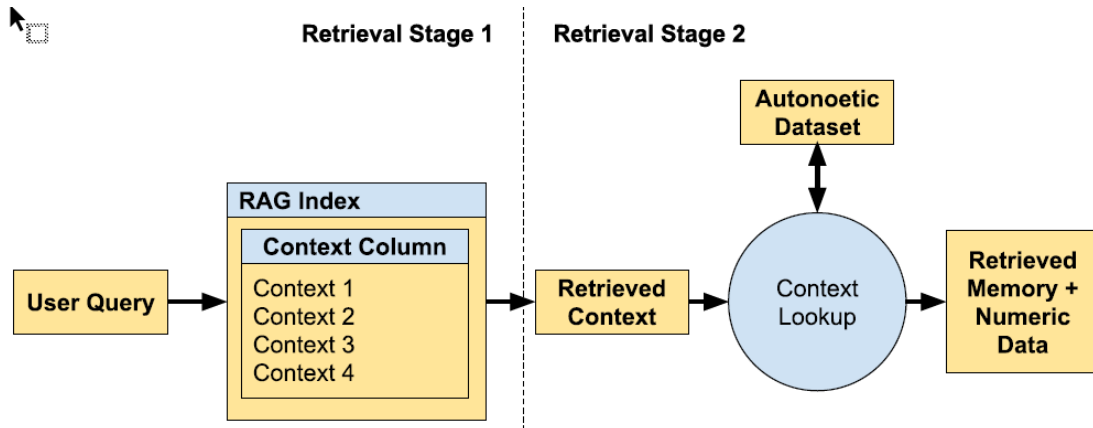 Retrieval Stage 1
Retrieval Stage 2
Autonoetic
Dataset
RAG Index
Context Column
Context 1
Context 2
Context 3
Context 4
User Query
Retrieved
Context
Context
Lookup
Retrieved
Memory +
Numeric
Data